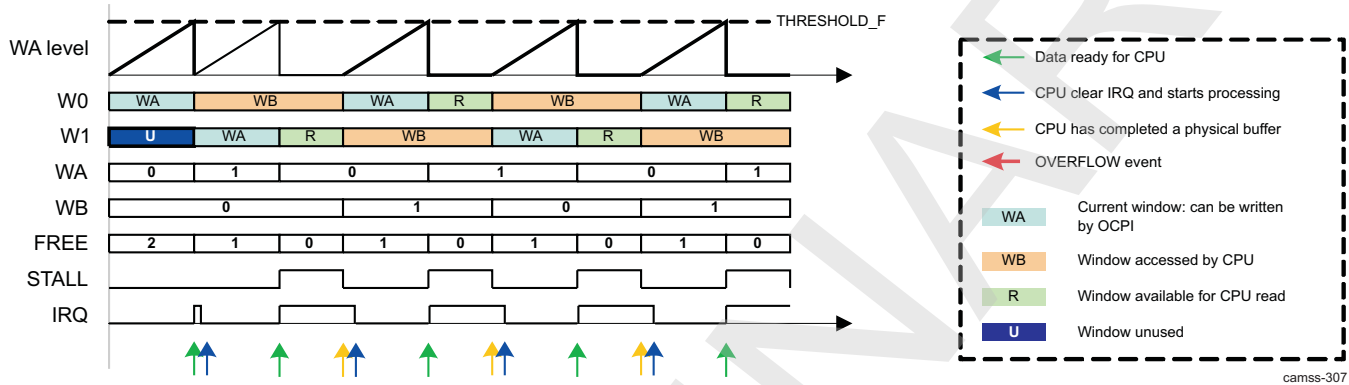 THRESHOLD_F
WA level
W0 WA WB WA R WB WA R
W1 U WA R WB WA R WB
WA 0 1 0 1 0 1
WB 0 1 0 1
FREE 2 1 0 1 0 1 0 1 0
STALL
IRQ
Data ready for CPU
CPU clear IRQ and starts processing
CPU has completed a physical buffer
OVERFLOW event
WA Current window: can be written
by OCPI
WB Window accessed by CPU
R Window available for CPU read
U Window unused
camss-307